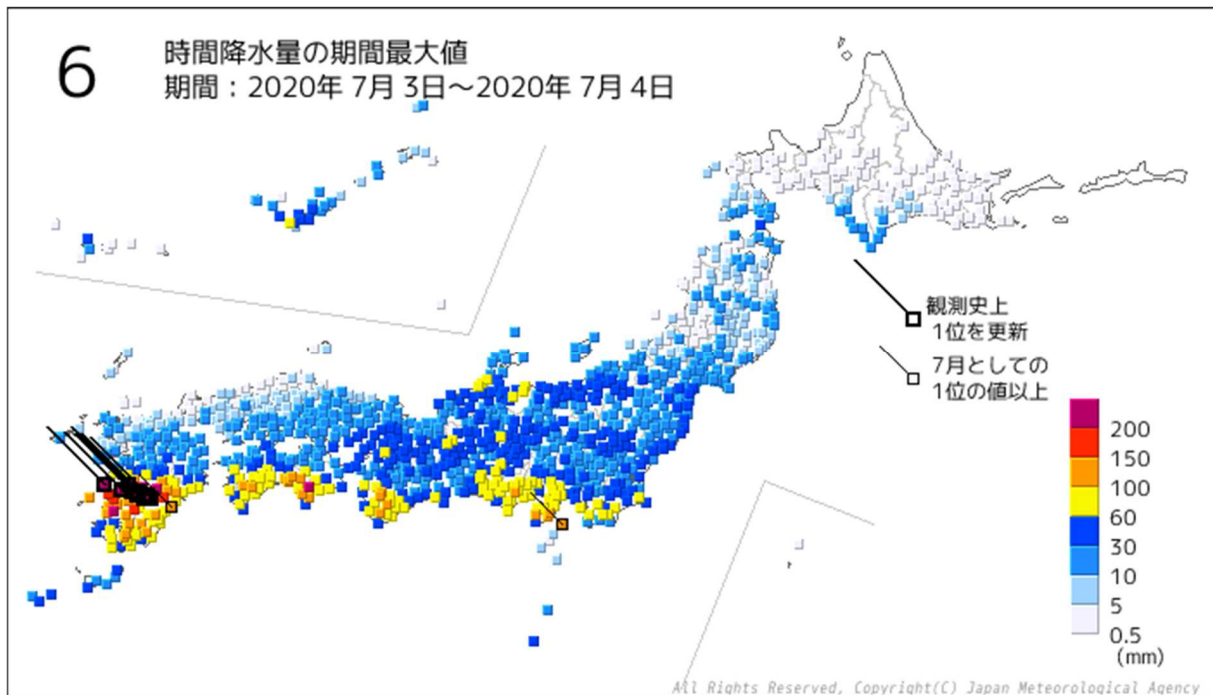 6 時間降水量の期間最大値
期間：2020年 7月 3日～2020年 7月 4日
観測史上
1位を更新
7月としての
1位の値以上
200
150
100
60
30
10
5
0.5
(mm)
All Rights Reserved, Copyright(C) Japan Meteorological Agency